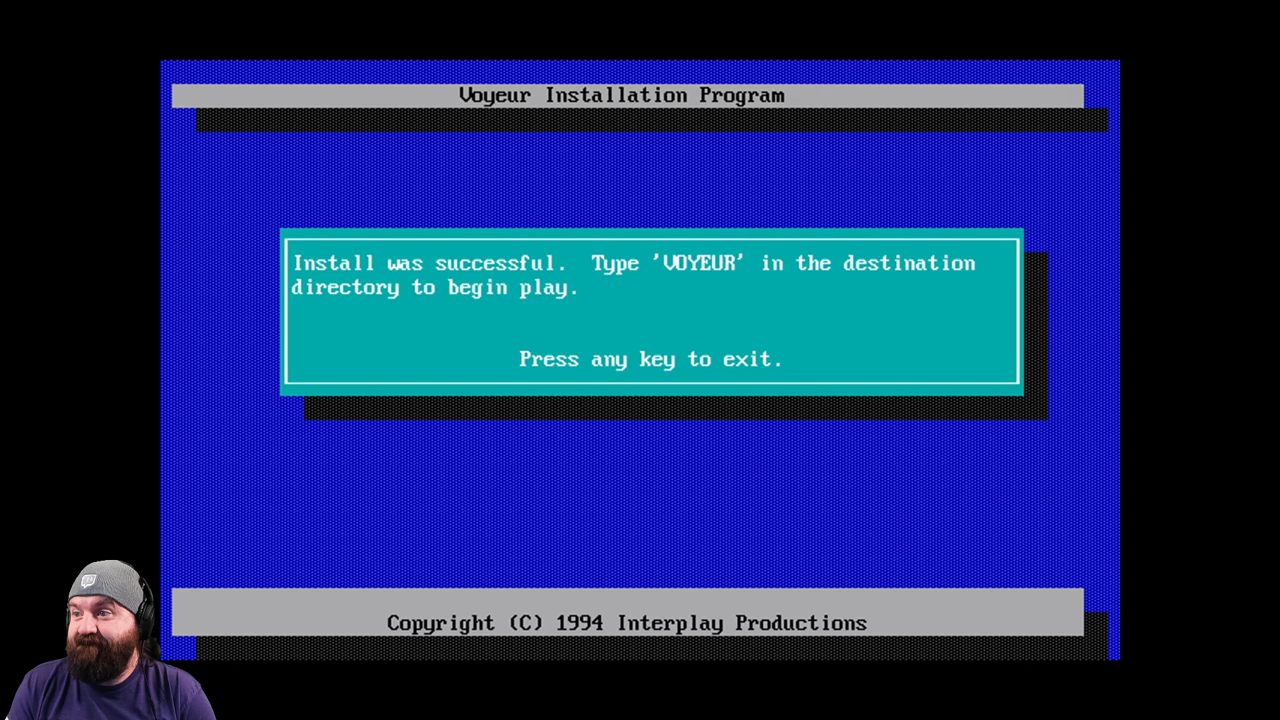 Voyeur Installation Program
Install was successful.  Type 'VOYEUR' in the destination
directory to begin play.
Press any key to exit.
Copyright (C) 1994 Interplay Productions